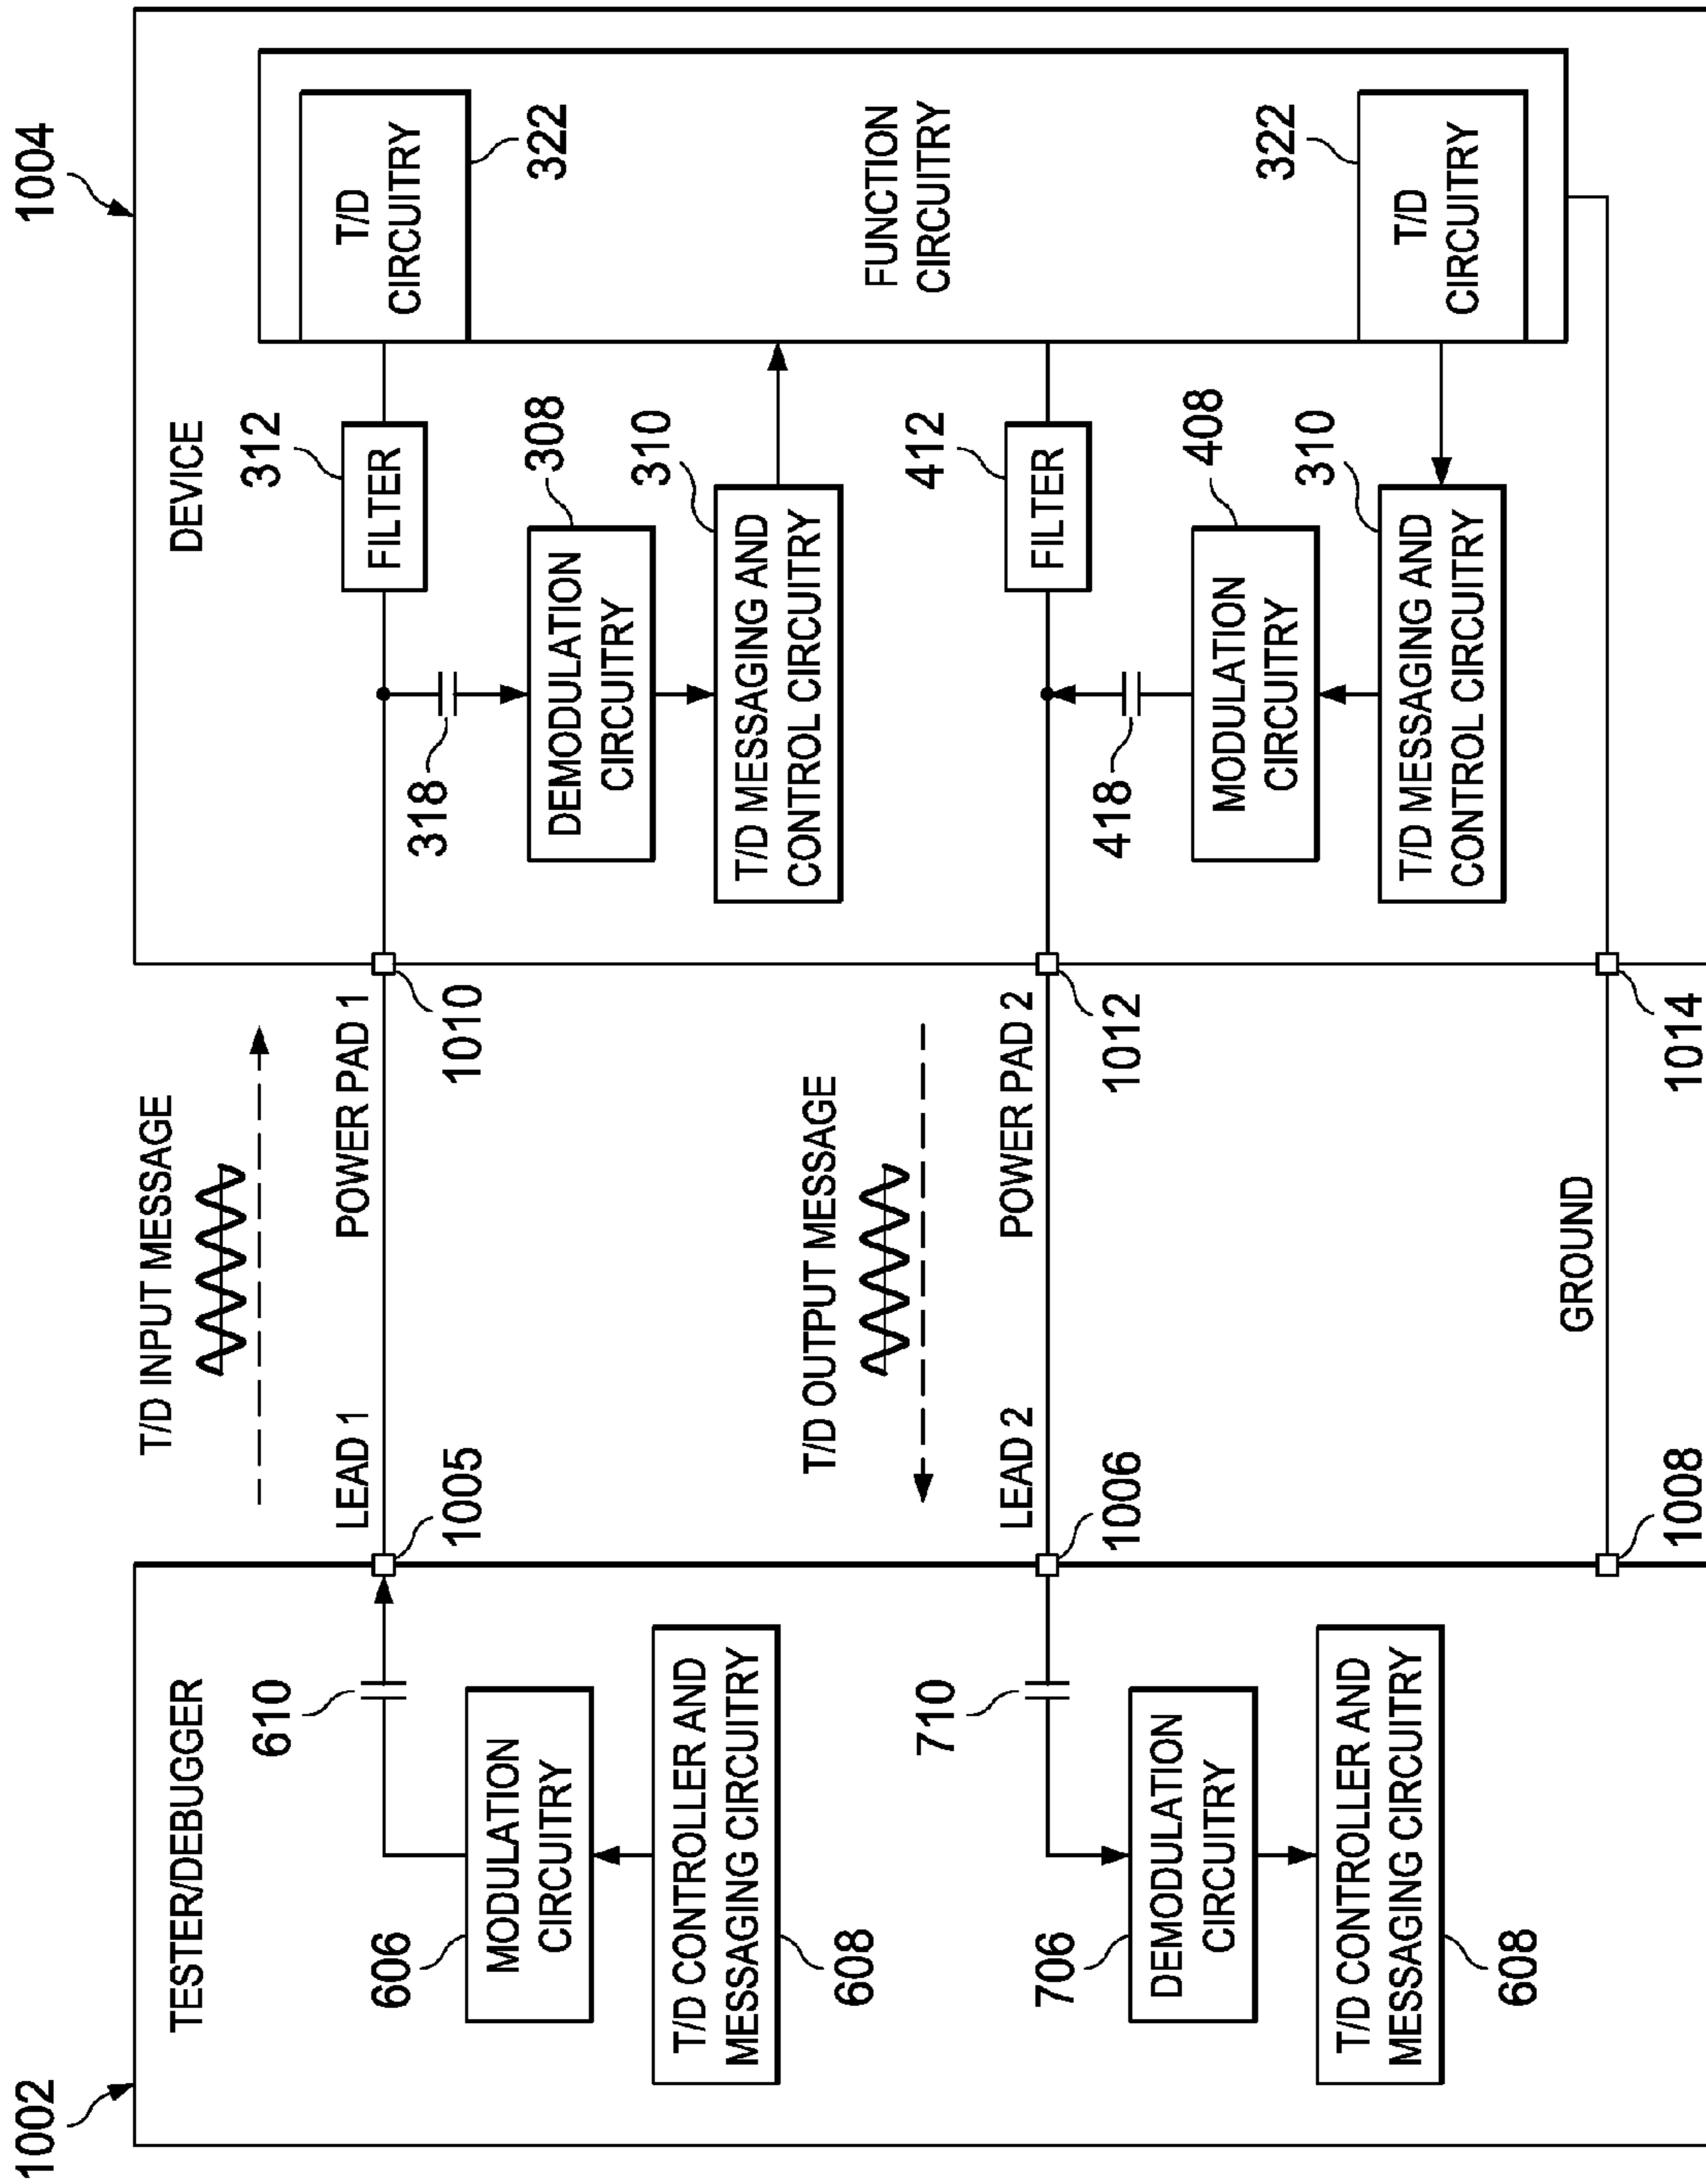 1002
TESTER/DEBUGGER
610
606
MODULATION
CIRCUITRY
T/D CONTROLLER AND
MESSAGING CIRCUITRY
608
710
706
DEMODULATION
CIRCUITRY
T/D CONTROLLER AND
MESSAGING CIRCUITRY
608
T/D INPUT MESSAGE
LEAD 1
POWER PAD 1
1005
1010
T/D OUTPUT MESSAGE
LEAD 2
POWER PAD 2
1006
1012
GROUND
1008
1014
1004
DEVICE
312
FILTER
318
308
DEMODULATION
CIRCUITRY
310
T/D MESSAGING AND
CONTROL CIRCUITRY
412
FILTER
418
408
MODULATION
CIRCUITRY
310
T/D MESSAGING AND
CONTROL CIRCUITRY
T/D
CIRCUITRY
322
FUNCTION
CIRCUITRY
322
T/D
CIRCUITRY